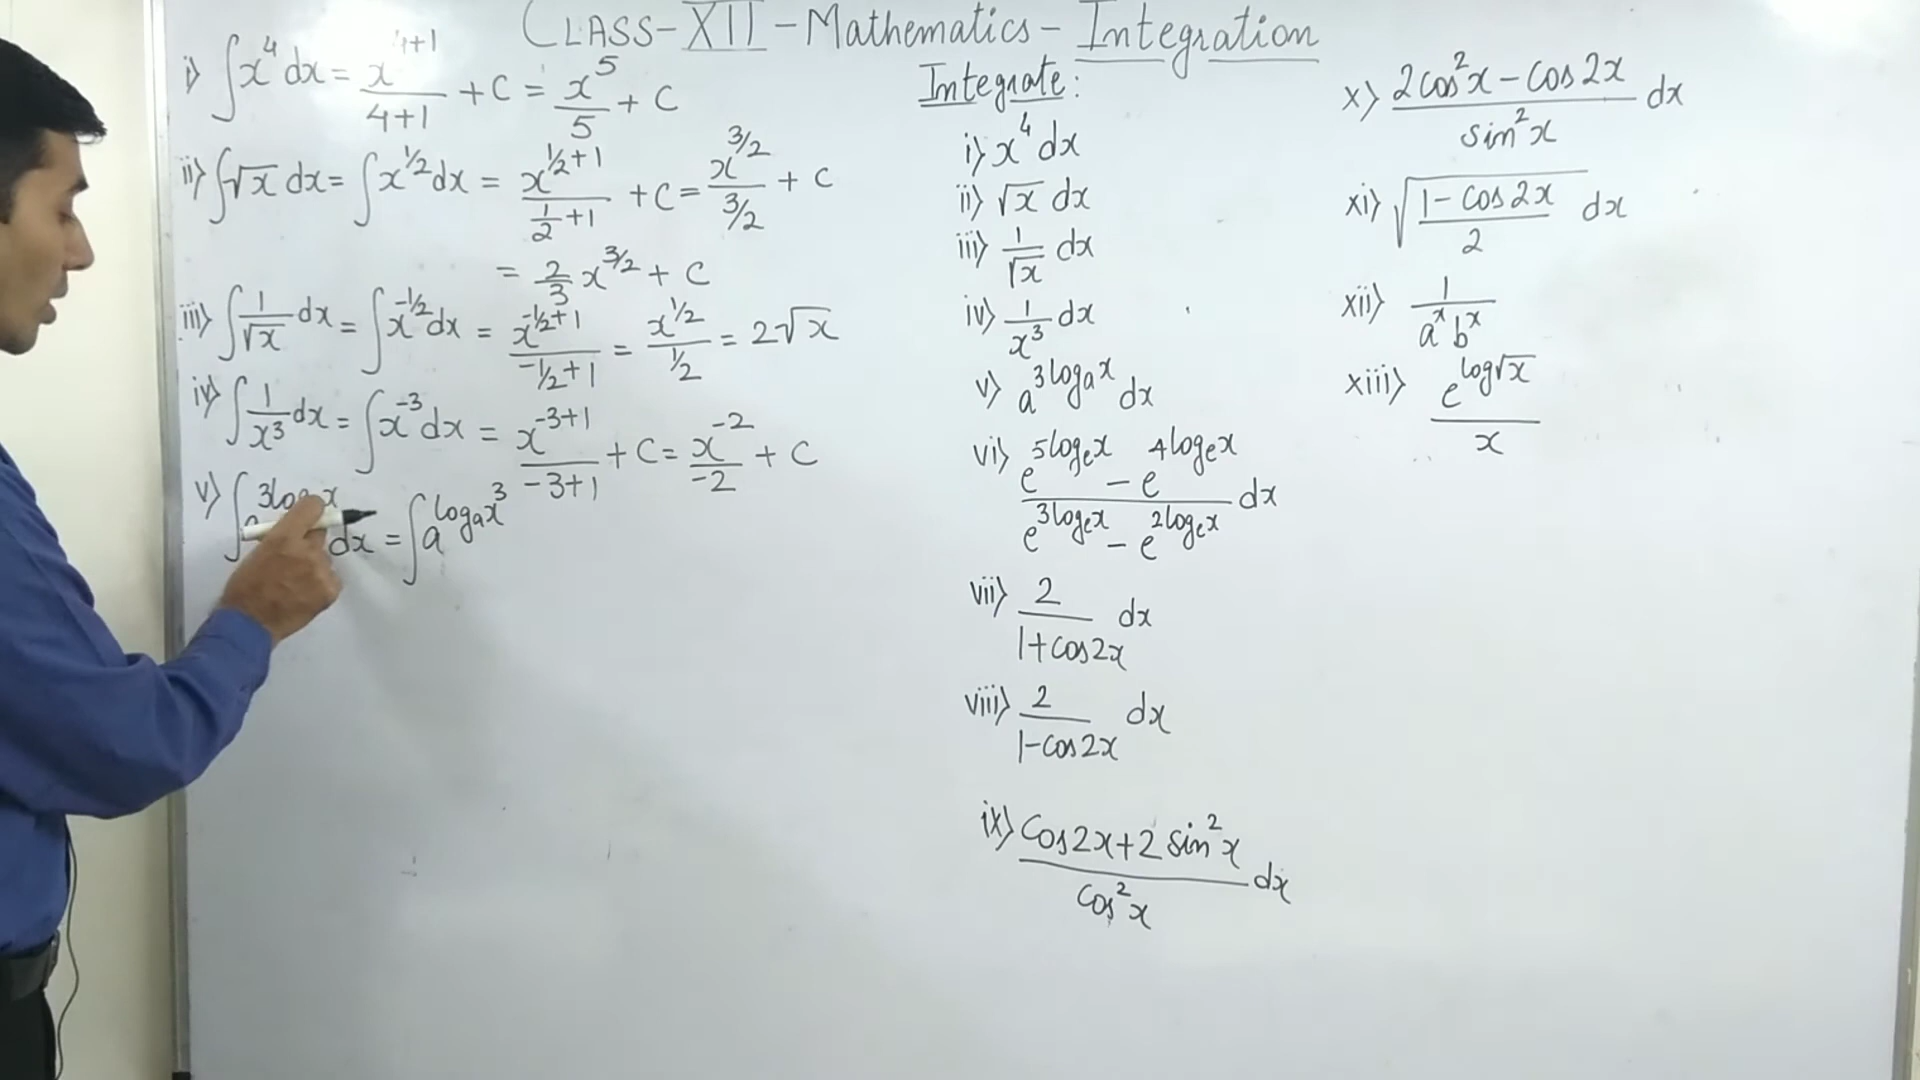 CLASS-XII-Mathematics-Integration
i) ∫x⁴dx = x⁴⁺¹/4+1 + C = x⁵/5 + C
ii) ∫√x dx = ∫x^1/2 dx = x^(1/2+1)/(1/2+1) + C = x^3/2/(3/2) + C
= 2/3 x^3/2 + C
iii) ∫1/√x dx = ∫x^-1/2 dx = x^(-1/2+1)/(-1/2+1) = x^1/2/(1/2) = 2√x
iv) ∫1/x³ dx = ∫x⁻³dx = x⁻³⁺¹/-3+1 + C = x⁻²/-2 + C
v) ∫ 3log x dx = ∫a^(logₐx³)
Integrate:
i) x⁴dx
ii) √x dx
iii) 1/√x dx
iv) 1/x³ dx
v) a^(3logₐx) dx
vi) (e^(5logₑx) - e^(4logₑx))/(e^(3logₑx) - e^(2logₑx)) dx
vii) 2/(1+cos2x) dx
viii) 2/(1-cos2x) dx
ix) (cos2x+2sin²x)/cos²x dx
x) (2cos²x-cos2x)/sin²x dx
xi) √((1-cos2x)/2) dx
xii) 1/(a^x b^x)
xiii) e^(log√x)/x